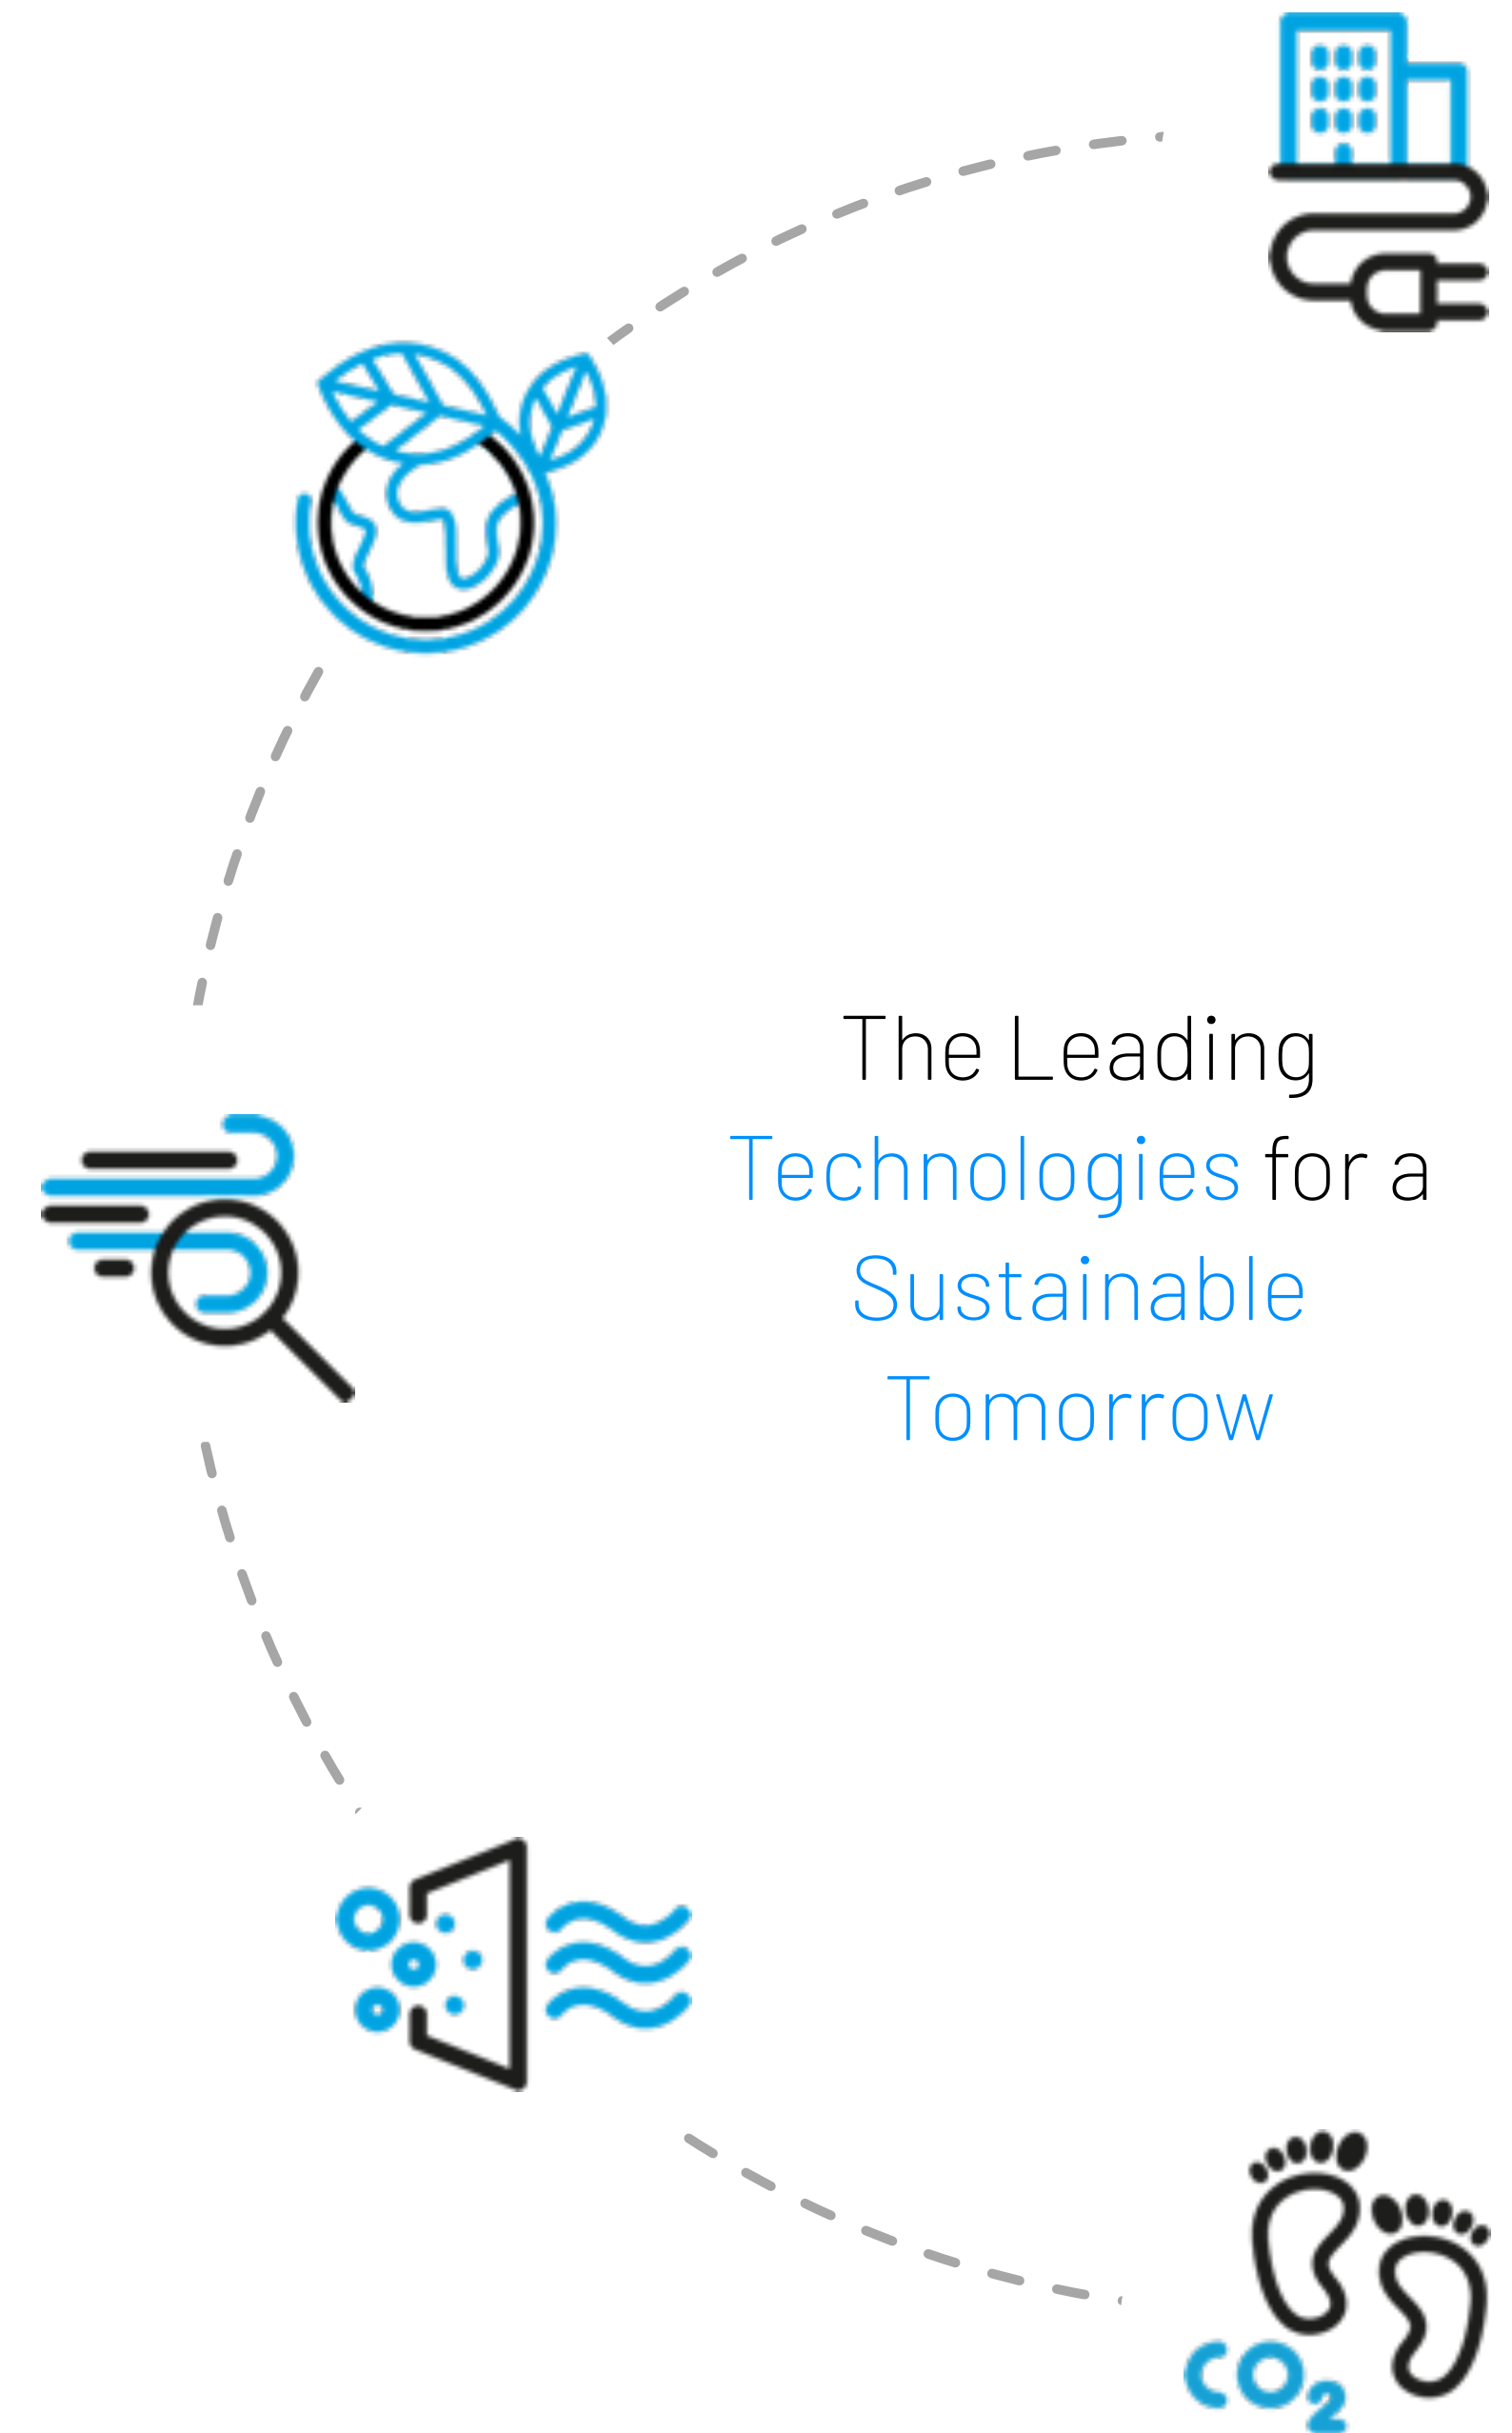 The Leading
Technologies for a
Sustainable
Tomorrow
CO₂